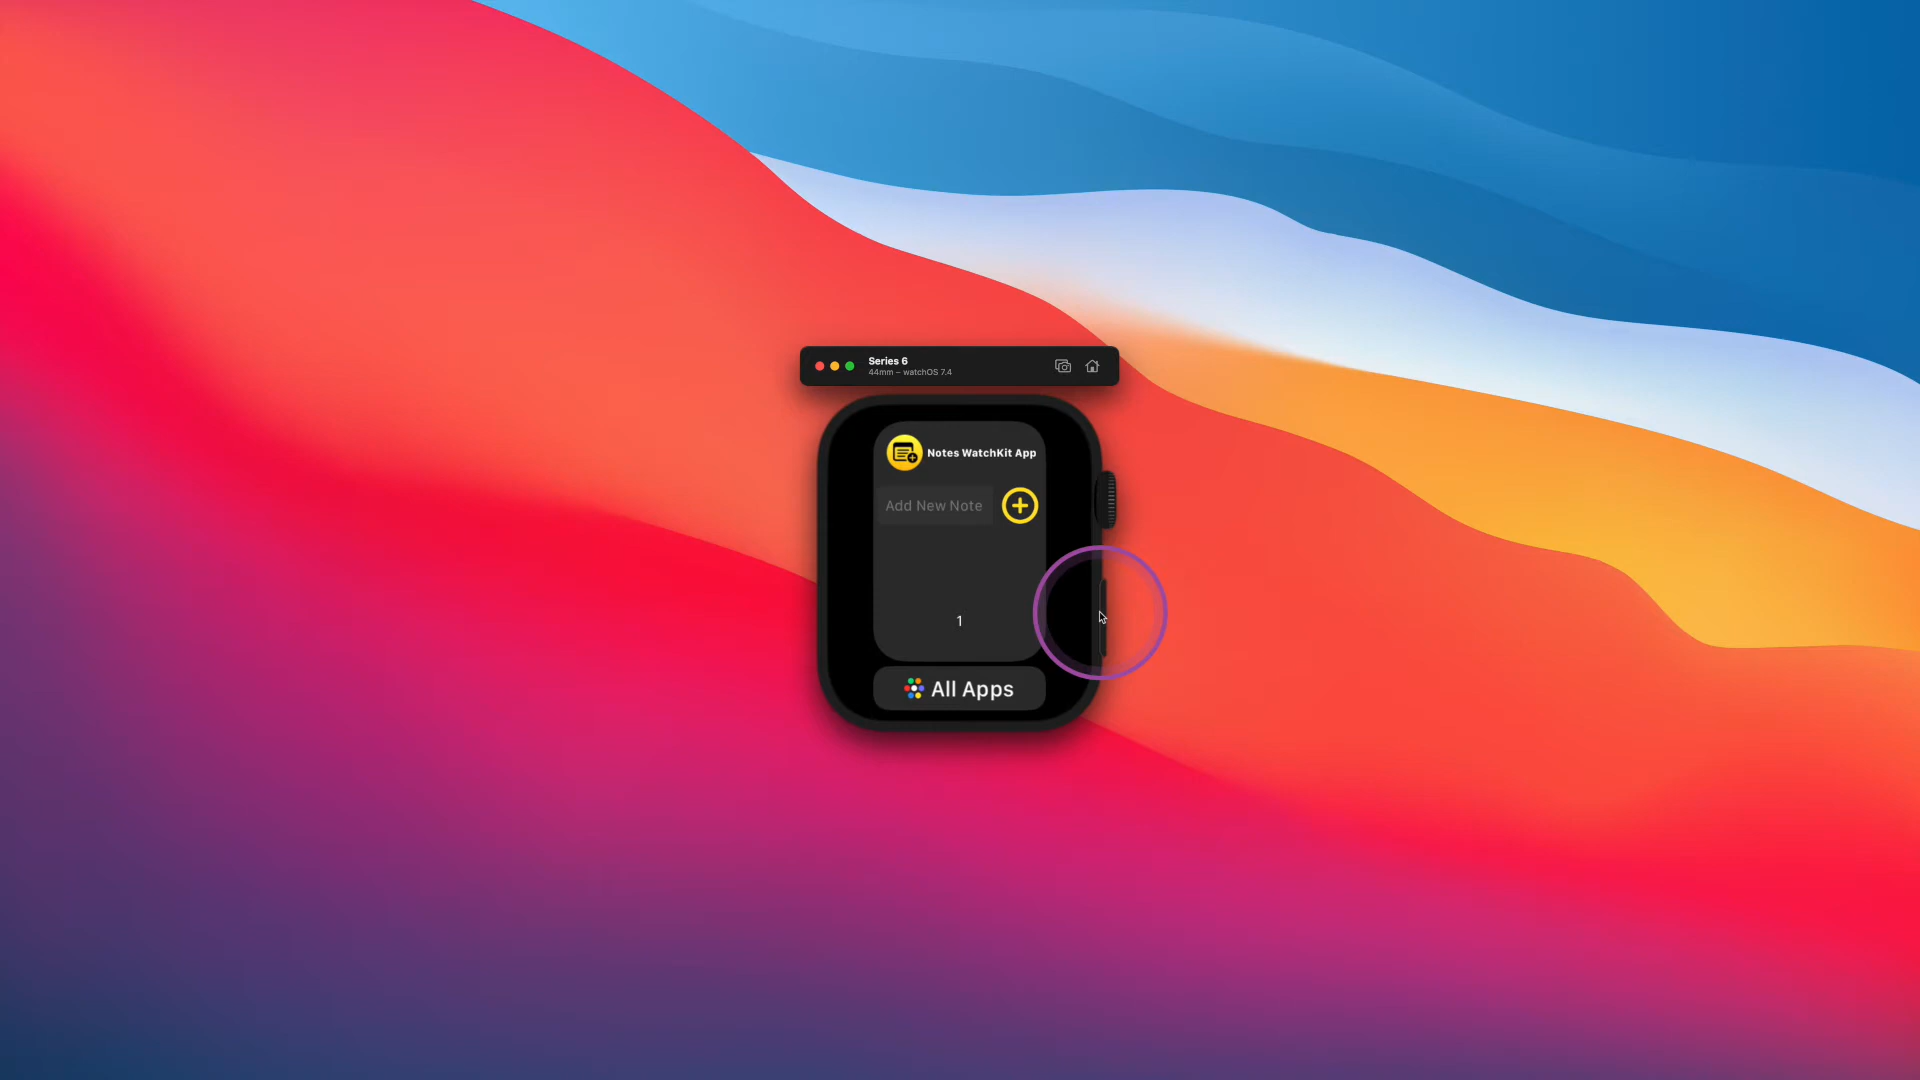 Series 6
44mm – watchOS 7.4
Notes WatchKit App
Add New Note
1
All Apps